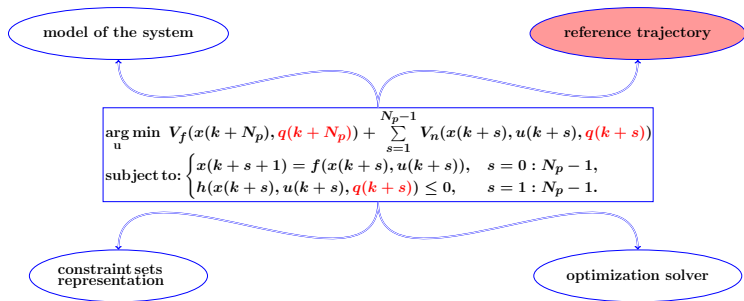 model of the system
reference trajectory
arg min V_f(x(k + N_p), q(k + N_p)) + ∑_{s=1}^{N_p−1} V_n(x(k + s), u(k + s), q(k + s))
u
subject to: { x(k + s + 1) = f(x(k + s), u(k + s)), s = 0 : N_p − 1,
h(x(k + s), u(k + s), q(k + s)) ≤ 0, s = 1 : N_p − 1.
constraint sets
representation
optimization solver